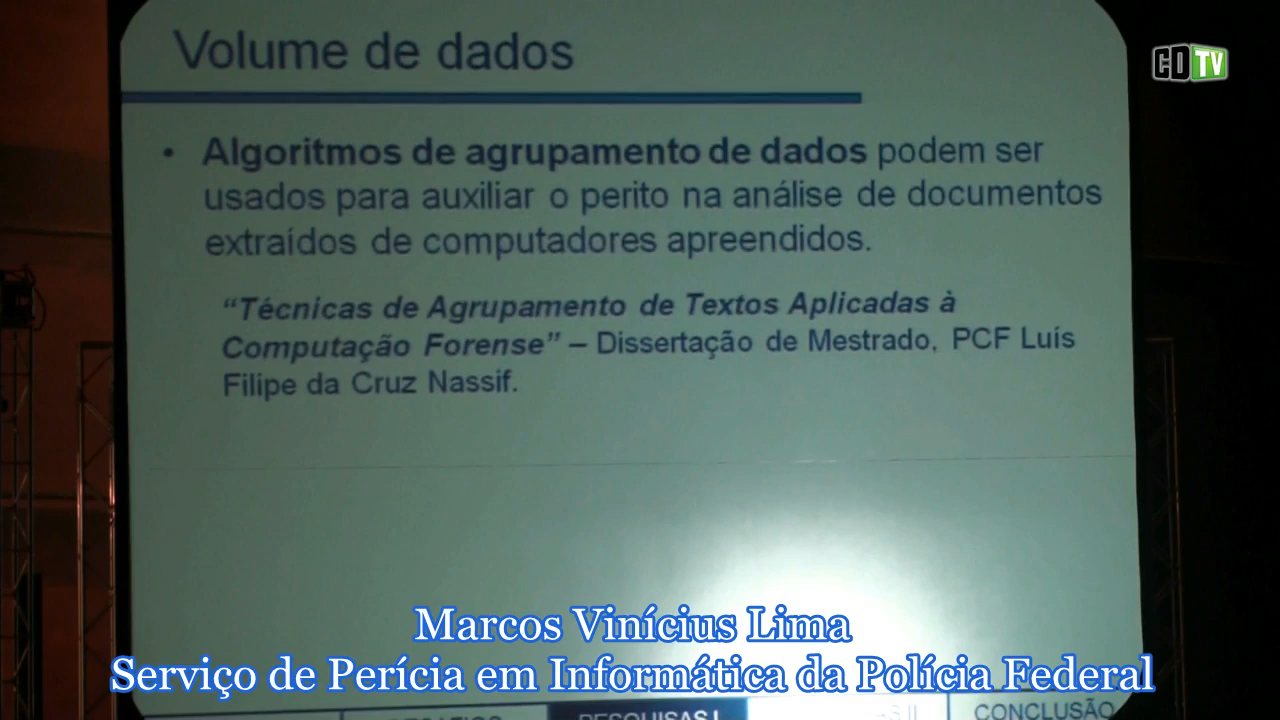 Volume de dados
CDTV
• Algoritmos de agrupamento de dados podem ser
usados para auxiliar o perito na análise de documentos
extraídos de computadores apreendidos.
“Técnicas de Agrupamento de Textos Aplicadas à
Computação Forense” – Dissertação de Mestrado, PCF Luís
Filipe da Cruz Nassif.
Marcos Vinícius Lima
Serviço de Perícia em Informática da Polícia Federal
PESQUISAS I
CONCLUSÃO